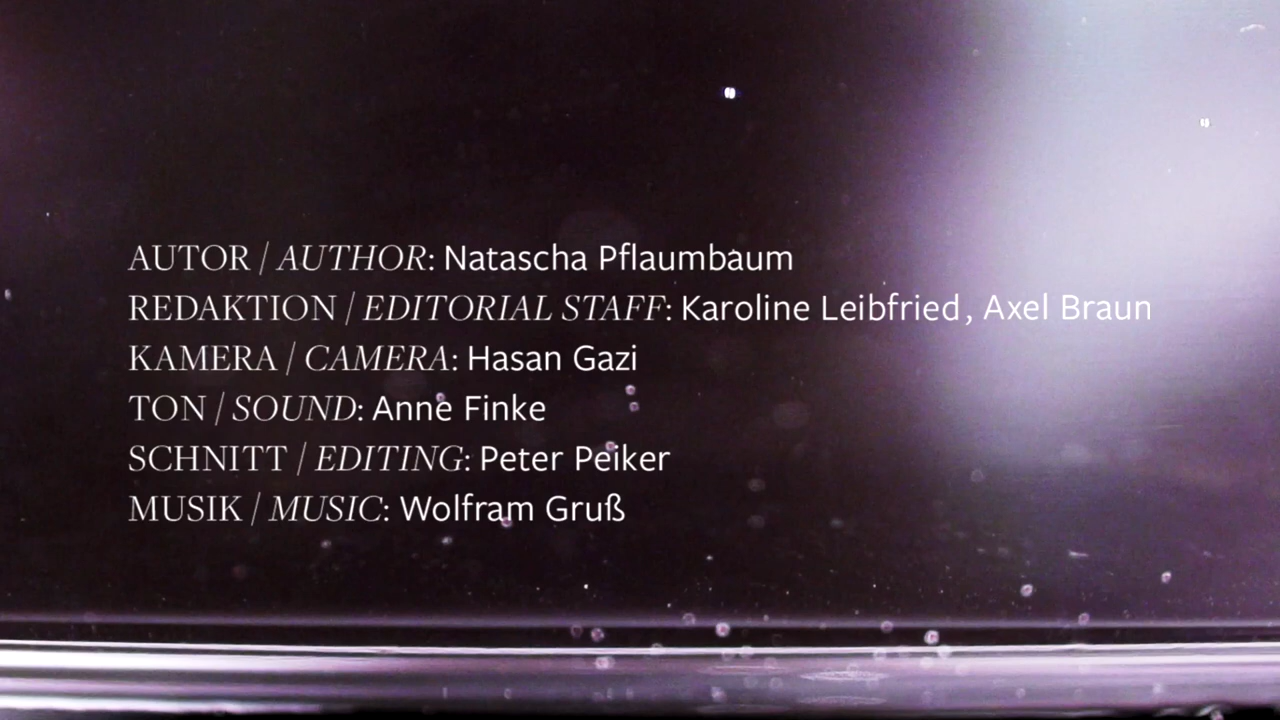 AUTOR / AUTHOR: Natascha Pflaumbaum
REDAKTION / EDITORIAL STAFF: Karoline Leibfried, Axel Braun
KAMERA / CAMERA: Hasan Gazi
TON / SOUND: Anne Finke
SCHNITT / EDITING: Peter Peiker
MUSIK / MUSIC: Wolfram Gruß